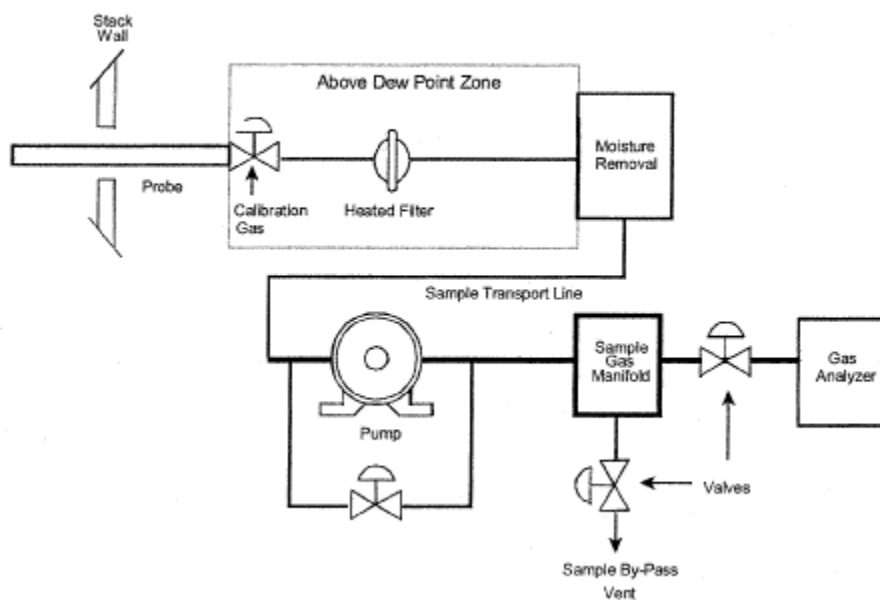 Stack
Wall
Above Dew Point Zone
Moisture
Removal
Probe
Calibration
Gas
Heated Filter
Sample Transport Line
Sample
Gas
Manifold
Gas
Analyzer
Pump
Valves
Sample By-Pass
Vent